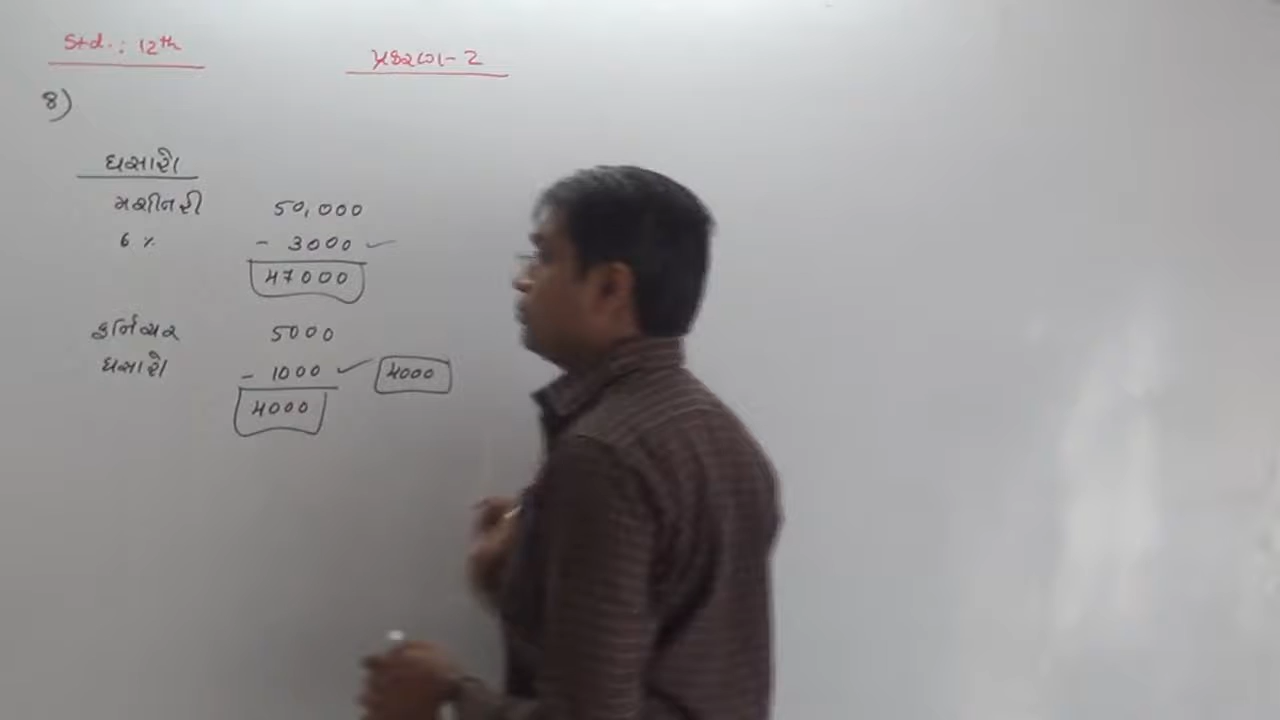 Std. : 12th
પ્રકરણ - 2
8)
ઘસારો
મશીનરી 50,000
6 % - 3000 ✓
47000
ફર્નિચર 5000
ઘસારો - 1000 ✓ 4000
4000